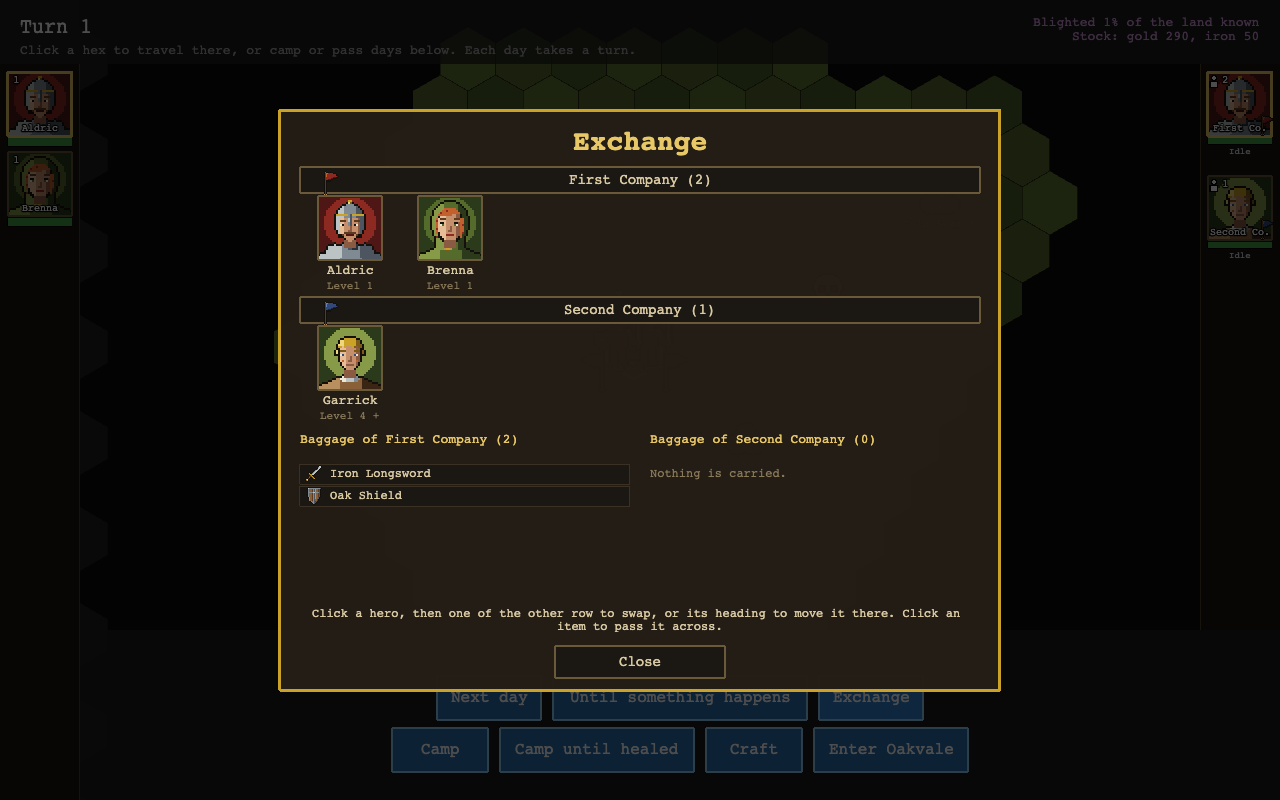 Turn 1
Click a hex to travel there, or camp or pass days below. Each day takes a turn.
Blighted 1% of the land known
Stock: gold 290, iron 50
1
Aldric
1
Brenna
2
First Co.
Idle
1
Second Co.
Idle
Exchange
First Company (2)
Aldric
Level 1
Brenna
Level 1
Second Company (1)
Garrick
Level 4 +
Baggage of First Company (2)
Iron Longsword
Oak Shield
Baggage of Second Company (0)
Nothing is carried.
Click a hero, then one of the other row to swap, or its heading to move it there. Click an
item to pass it across.
Close
Next day
Until something happens
Exchange
Camp
Camp until healed
Craft
Enter Oakvale